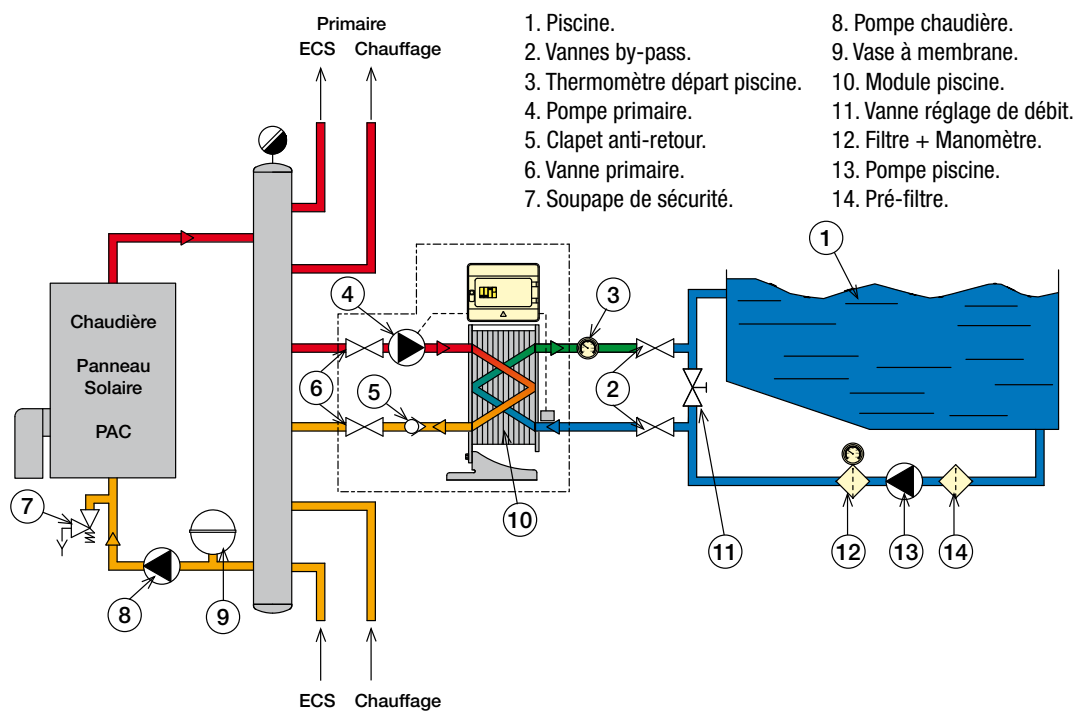 1. Piscine.
2. Vannes by-pass.
3. Thermomètre départ piscine.
4. Pompe primaire.
5. Clapet anti-retour.
6. Vanne primaire.
7. Soupape de sécurité.
8. Pompe chaudière.
9. Vase à membrane.
10. Module piscine.
11. Vanne réglage de débit.
12. Filtre + Manomètre.
13. Pompe piscine.
14. Pré-filtre.
Primaire
ECS Chauffage
Chaudière
Panneau
Solaire
PAC
1
4
3
6
5
2
7
10
11
12
13
14
8
9
ECS Chauffage